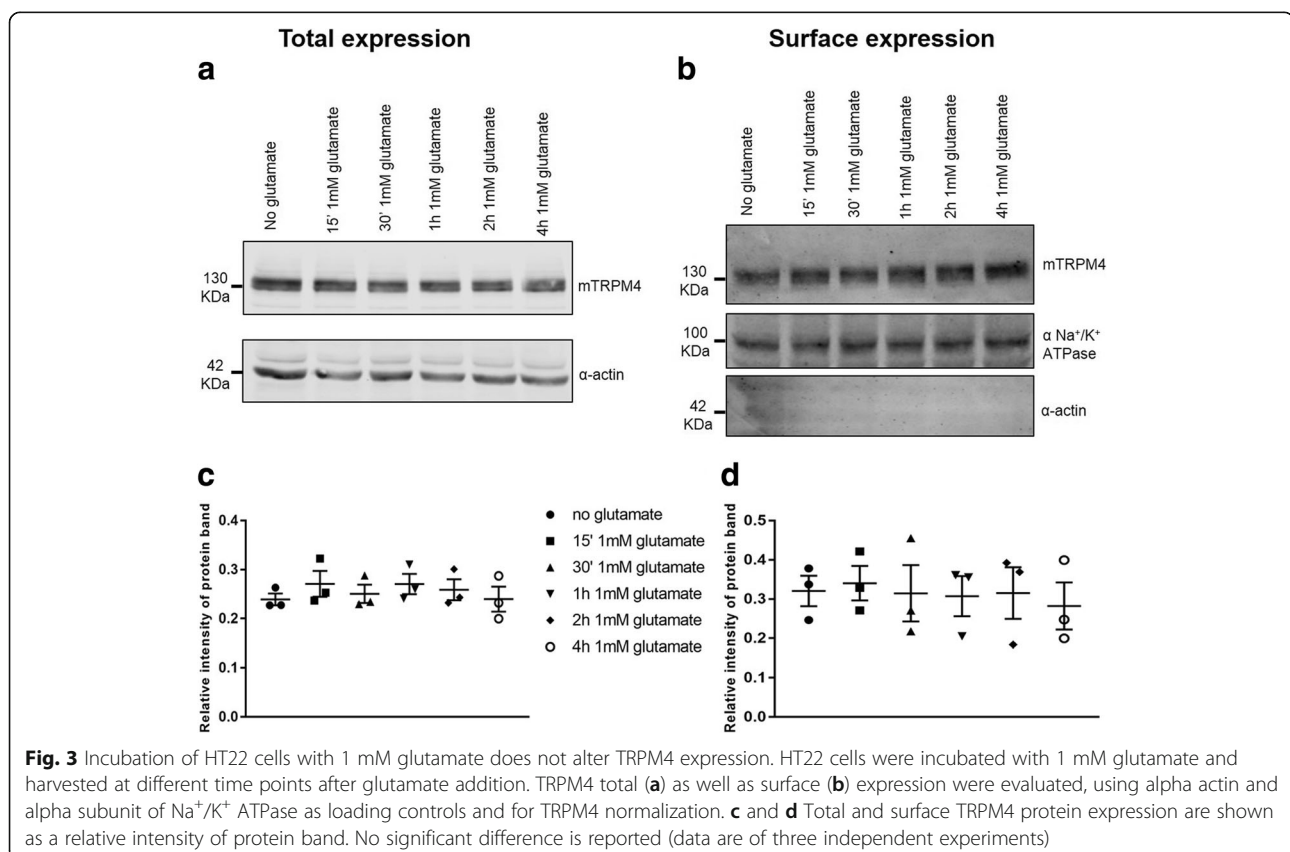 Total expression
Surface expression
a
No glutamate
15' 1mM glutamate
30' 1mM glutamate
1h 1mM glutamate
2h 1mM glutamate
4h 1mM glutamate
130
KDa
mTRPM4
42
KDa
α-actin
b
No glutamate
15' 1mM glutamate
30' 1mM glutamate
1h 1mM glutamate
2h 1mM glutamate
4h 1mM glutamate
130
KDa
mTRPM4
100
KDa
α Na⁺/K⁺
ATPase
42
KDa
α-actin
c
Relative intensity of protein band
0.4
0.3
0.2
0.1
0.0
no glutamate
15' 1mM glutamate
30' 1mM glutamate
1h 1mM glutamate
2h 1mM glutamate
4h 1mM glutamate
d
Relative intensity of protein band
0.5
0.4
0.3
0.2
0.1
0.0
Fig. 3 Incubation of HT22 cells with 1 mM glutamate does not alter TRPM4 expression. HT22 cells were incubated with 1 mM glutamate and
harvested at different time points after glutamate addition. TRPM4 total (a) as well as surface (b) expression were evaluated, using alpha actin and
alpha subunit of Na⁺/K⁺ ATPase as loading controls and for TRPM4 normalization. c and d Total and surface TRPM4 protein expression are shown
as a relative intensity of protein band. No significant difference is reported (data are of three independent experiments)